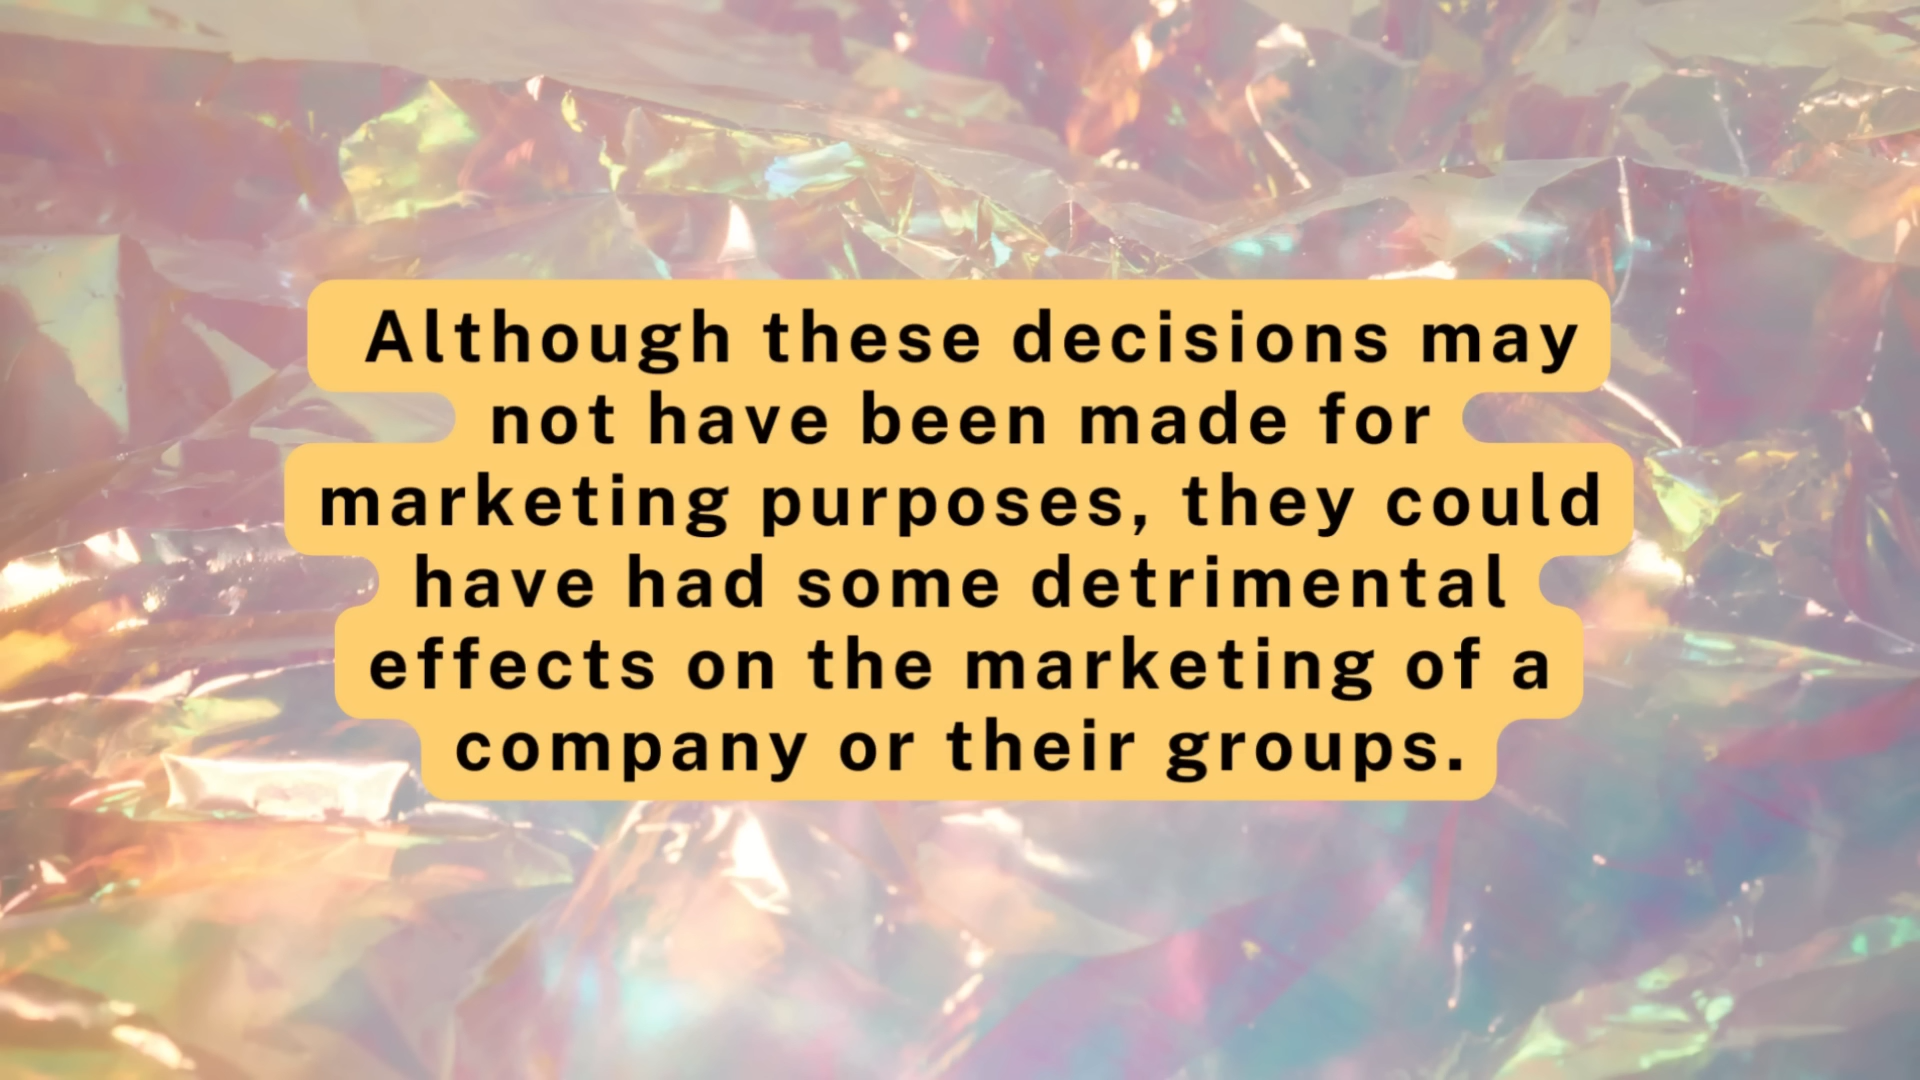 Although these decisions may
not have been made for
marketing purposes, they could
have had some detrimental
effects on the marketing of a
company or their groups.